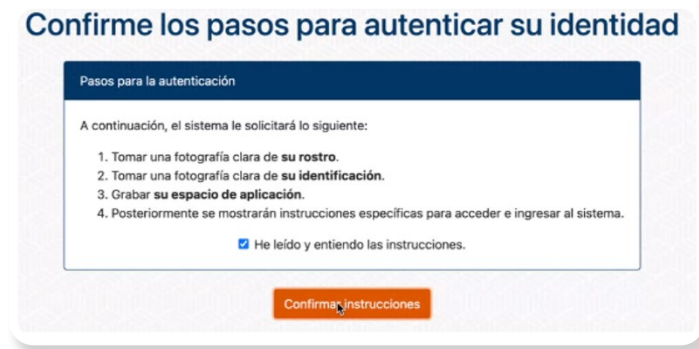 Confirme los pasos para autenticar su identidad
Pasos para la autenticación
A continuación, el sistema le solicitará lo siguiente:
1. Tomar una fotografía clara de su rostro.
2. Tomar una fotografía clara de su identificación.
3. Grabar su espacio de aplicación.
4. Posteriormente se mostrarán instrucciones específicas para acceder e ingresar al sistema.
He leído y entiendo las instrucciones.
Confirmar instrucciones